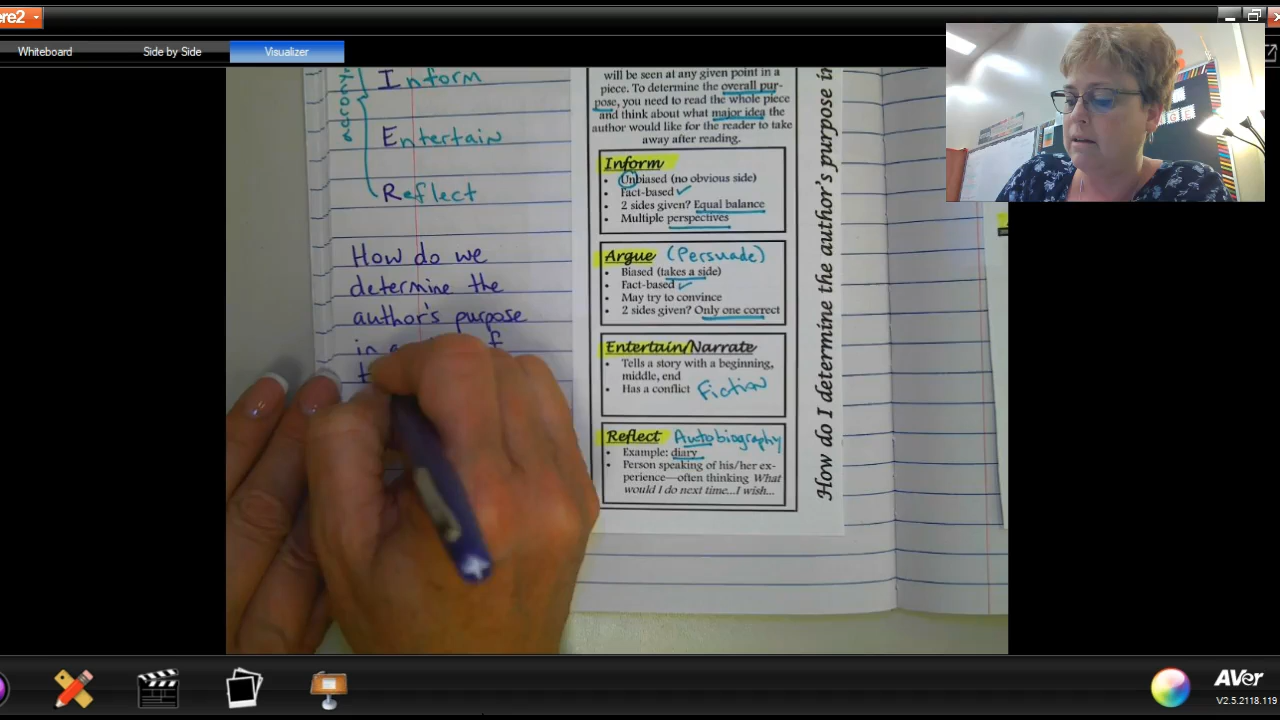 ere2
Whiteboard
Side by Side
Visualizer
Inform
Entertain
Reflect
How do we
determine the
author's purpose
in a
will be seen at any given point in a
piece. To determine the overall pur-
pose, you need to read the whole piece
and think about what major idea the
author would like for the reader to take
away after reading.
Inform
• Unbiased (no obvious side)
• Fact-based ✓
• 2 sides given? Equal balance
• Multiple perspectives
Argue (Persuade)
• Biased (takes a side)
• Fact-based ✓
• May try to convince
• 2 sides given? Only one correct
Entertain/Narrate
• Tells a story with a beginning,
middle, end
• Has a conflict Fiction
Reflect Autobiography
• Example: diary
• Person speaking of his/her ex-
perience—often thinking What
would I do next time...I wish...
How do I determine the author's purpose in
AVer
V2.5.2118.119